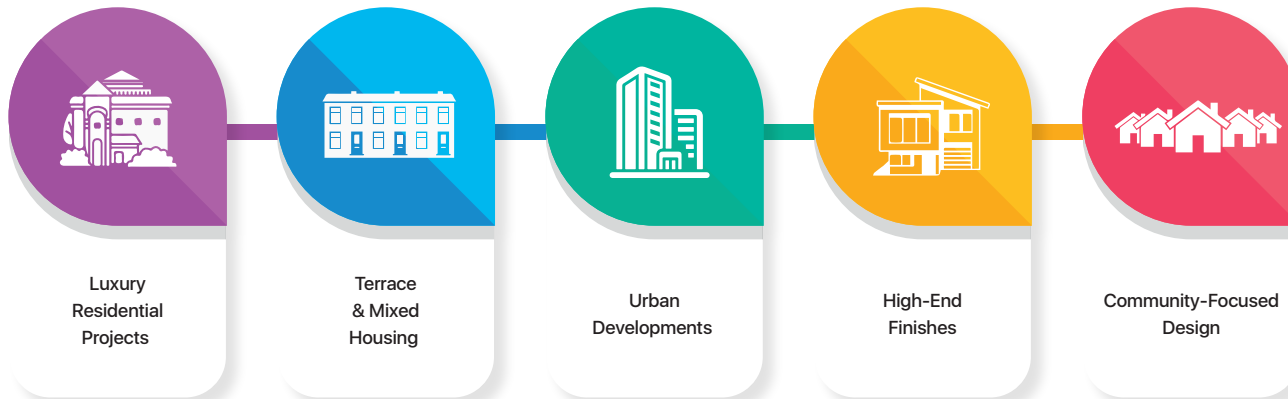 Luxury
Residential
Projects
Terrace
& Mixed
Housing
Urban
Developments
High-End
Finishes
Community-Focused
Design